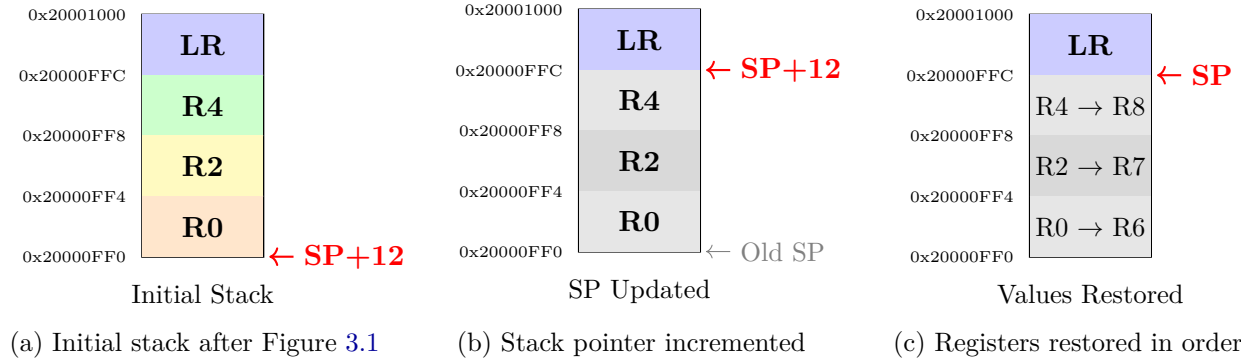 0x20001000
LR
0x20000FFC
R4
0x20000FF8
R2
0x20000FF4
R0
0x20000FF0
← SP+12
Initial Stack
(a) Initial stack after Figure 3.1
0x20001000
LR
0x20000FFC
← SP+12
R4
0x20000FF8
R2
0x20000FF4
R0
0x20000FF0
← Old SP
SP Updated
(b) Stack pointer incremented
0x20001000
LR
0x20000FFC
← SP
R4 → R8
0x20000FF8
R2 → R7
0x20000FF4
R0 → R6
0x20000FF0
Values Restored
(c) Registers restored in order